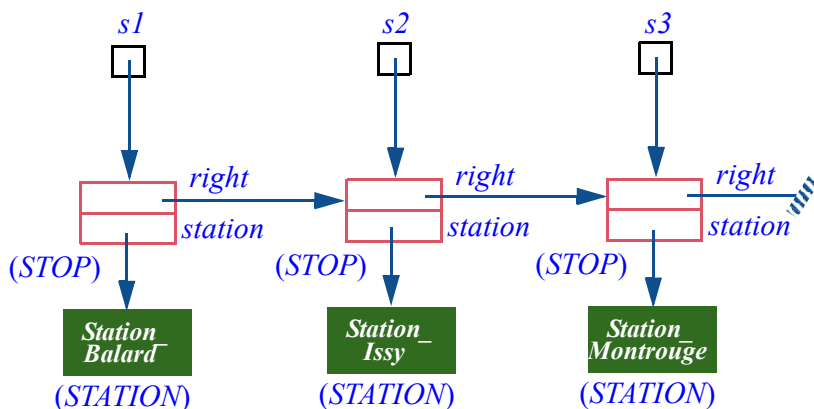 s1 s2 s3
right right right
station station station
(STOP) (STOP) (STOP)
Station_ Station_ Station_
Balard Issy Montrouge
(STATION) (STATION) (STATION)